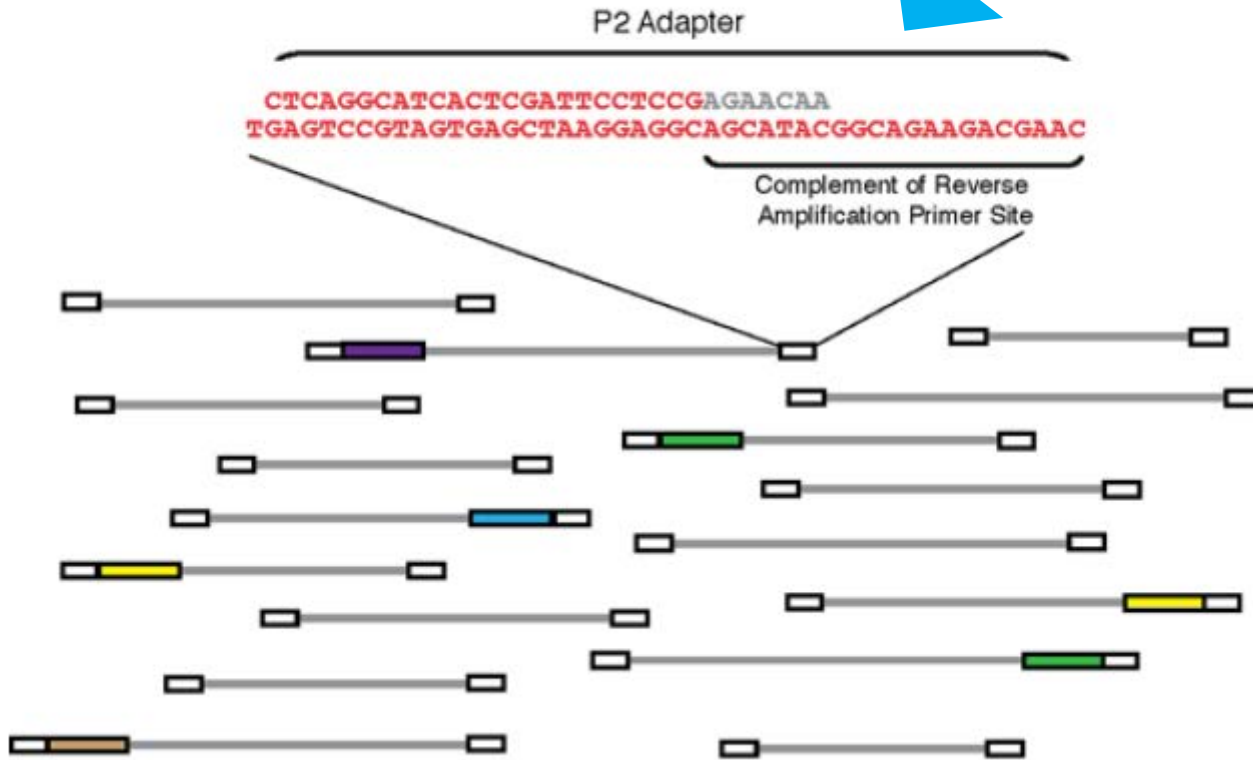 P2 Adapter
CTCAGGCATCACTCGATTCCTCCGAGAACAA
TGAGTCCGTAGTGAGCTAAGGAGGCAGCATACGGCAGAAGACGAAC
Complement of Reverse
Amplification Primer Site